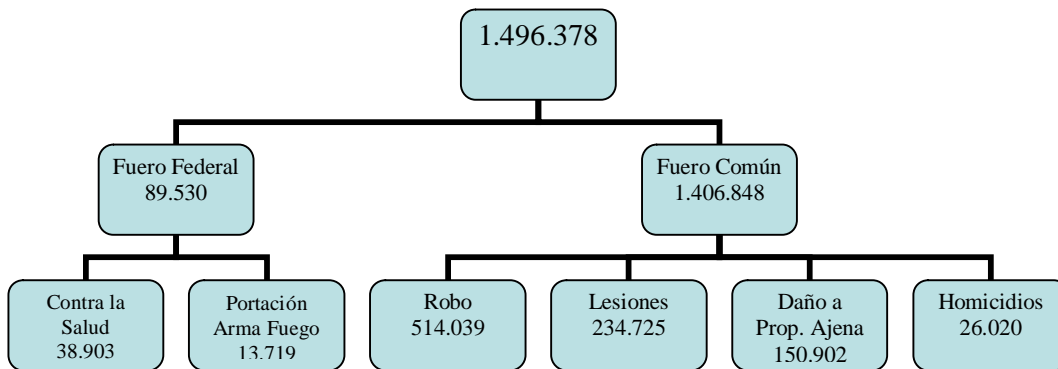 1.496.378
Fuero Federal
89.530
Fuero Común
1.406.848
Contra la
Salud
38.903
Portación
Arma Fuego
13.719
Robo
514.039
Lesiones
234.725
Daño a
Prop. Ajena
150.902
Homicidios
26.020